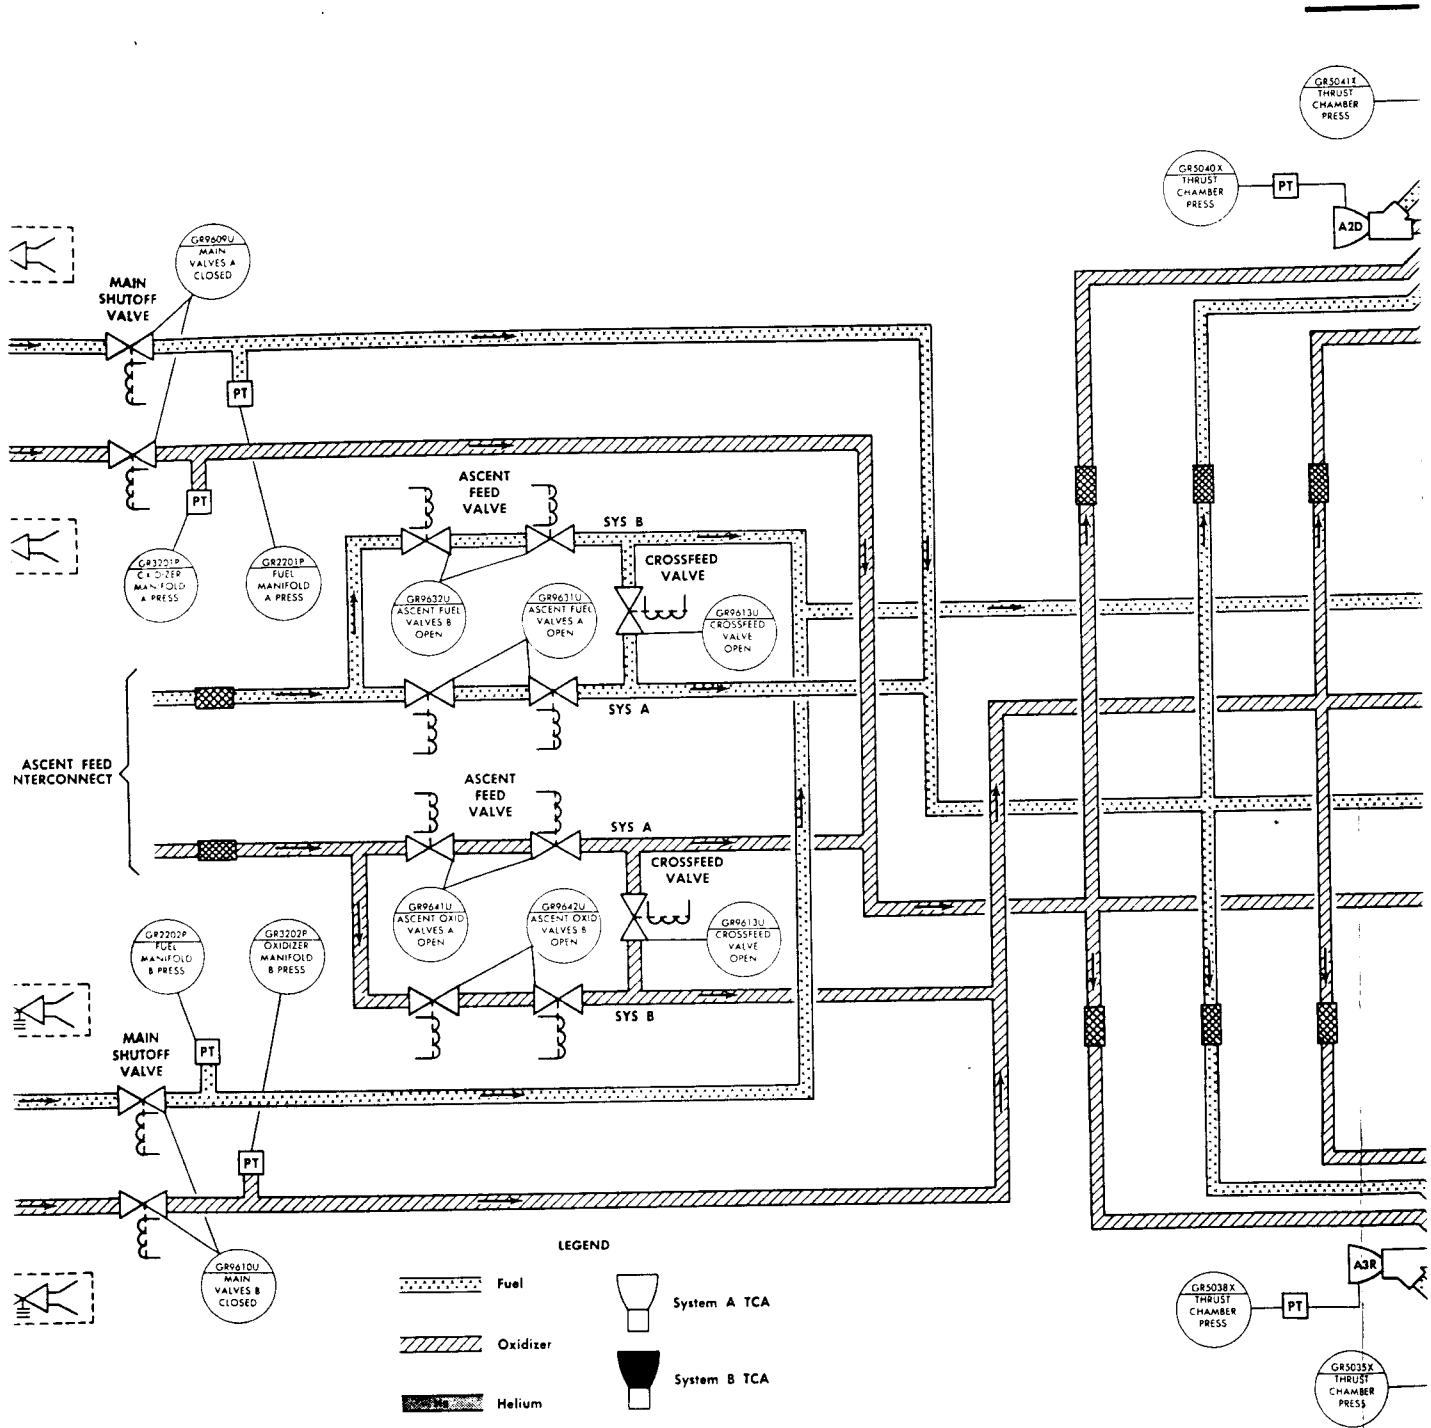 GR5041X
THRUST
CHAMBER
PRESS
GR5040X
THRUST
CHAMBER
PRESS
PT
A2D
GR9609U
MAIN
VALVES A
CLOSED
MAIN
SHUTOFF
VALVE
PT
PT
GR3201P
MANIFOLD
A PRESS
GR2201P
FUEL
MANIFOLD
A PRESS
ASCENT
FEED
VALVE
SYS B
CROSSFEED
VALVE
GR9632U
ASCENT FUEL
VALVES B
OPEN
GR9631U
ASCENT FUEL
VALVES A
OPEN
GR9613U
CROSSFEED
VALVE
OPEN
SYS A
ASCENT FEED
NTERCONNECT
ASCENT
FEED
VALVE
SYS A
CROSSFEED
VALVE
GR9641U
ASCENT OXID
VALVES A
OPEN
GR9642U
ASCENT OXID
VALVES B
OPEN
GR9613U
CROSSFEED
VALVE
OPEN
SYS B
GR2202P
FUEL
MANIFOLD
B PRESS
GR3202P
OXIDIZER
MANIFOLD
B PRESS
MAIN
SHUTOFF
VALVE
PT
PT
GR9610U
MAIN
VALVES B
CLOSED
LEGEND
Fuel
Oxidizer
He
Helium
System A TCA
System B TCA
A3R
GR5038X
THRUST
CHAMBER
PRESS
PT
GR5035X
THRUST
CHAMBER
PRESS